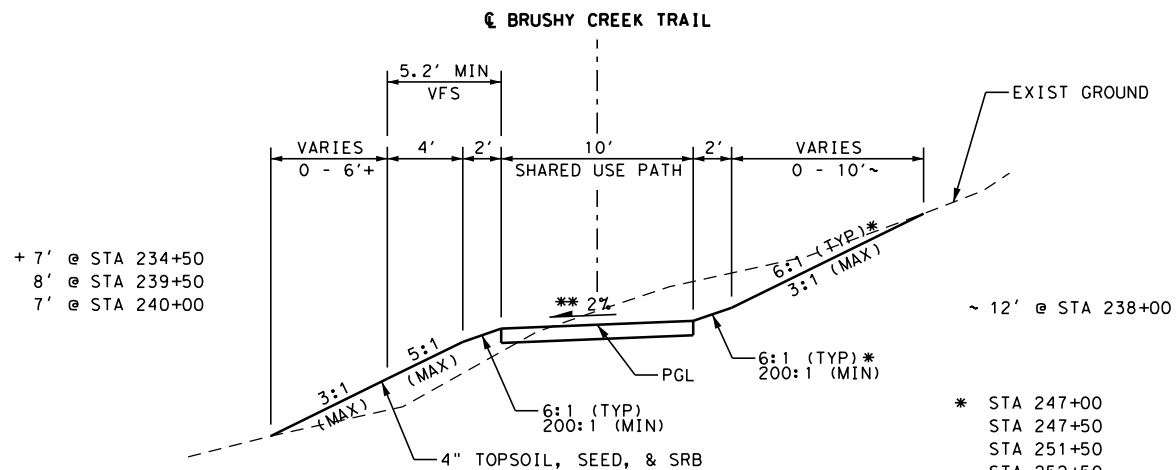 ℄ BRUSHY CREEK TRAIL
5.2' MIN
VFS
EXIST GROUND
VARIES
0 - 6'+
4'
2'
10'
SHARED USE PATH
2'
VARIES
0 - 10'~
+ 7' @ STA 234+50
8' @ STA 239+50
7' @ STA 240+00
6:1 (TYP)*
3:1 (MAX)
~ 12' @ STA 238+00
** 2%
5:1
(MAX)
3:1
(MAX)
6:1 (TYP)*
200:1 (MIN)
PGL
6:1 (TYP)
200:1 (MIN)
4" TOPSOIL, SEED, & SRB
* STA 247+00
STA 247+50
STA 251+50